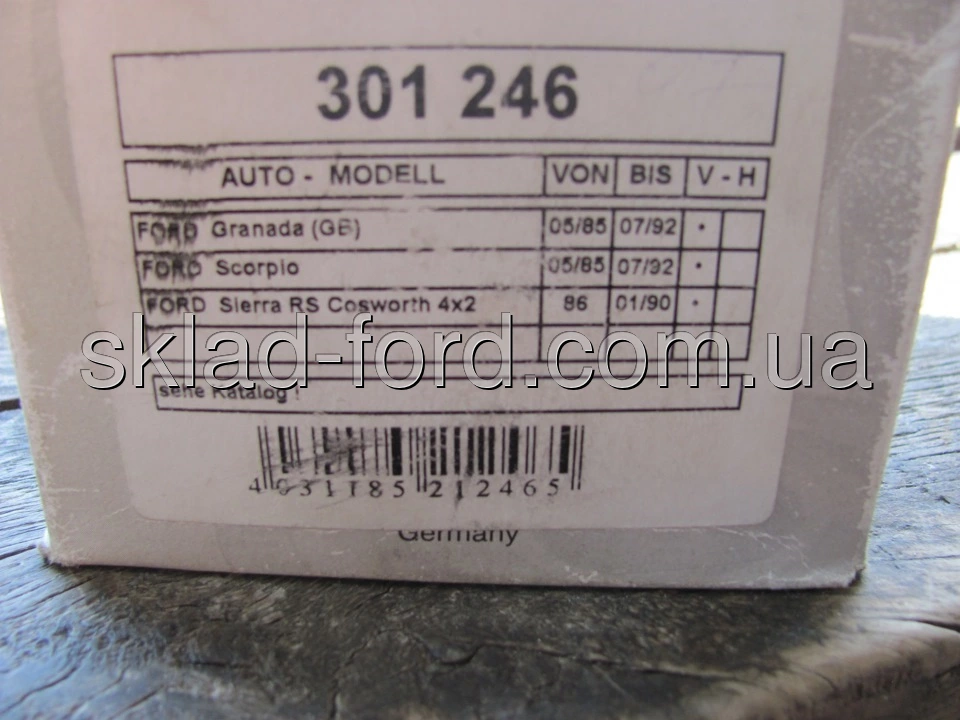 301 246
AUTO - MODELL VON BIS V - H
FORD Granada (GB) 05/85 07/92 •
FORD Scorpio 05/85 07/92 •
FORD Sierra RS Cosworth 4x2 86 01/90 •
sklad-ford.com.ua
sehe Katalog !
4 031185 212465
Germany